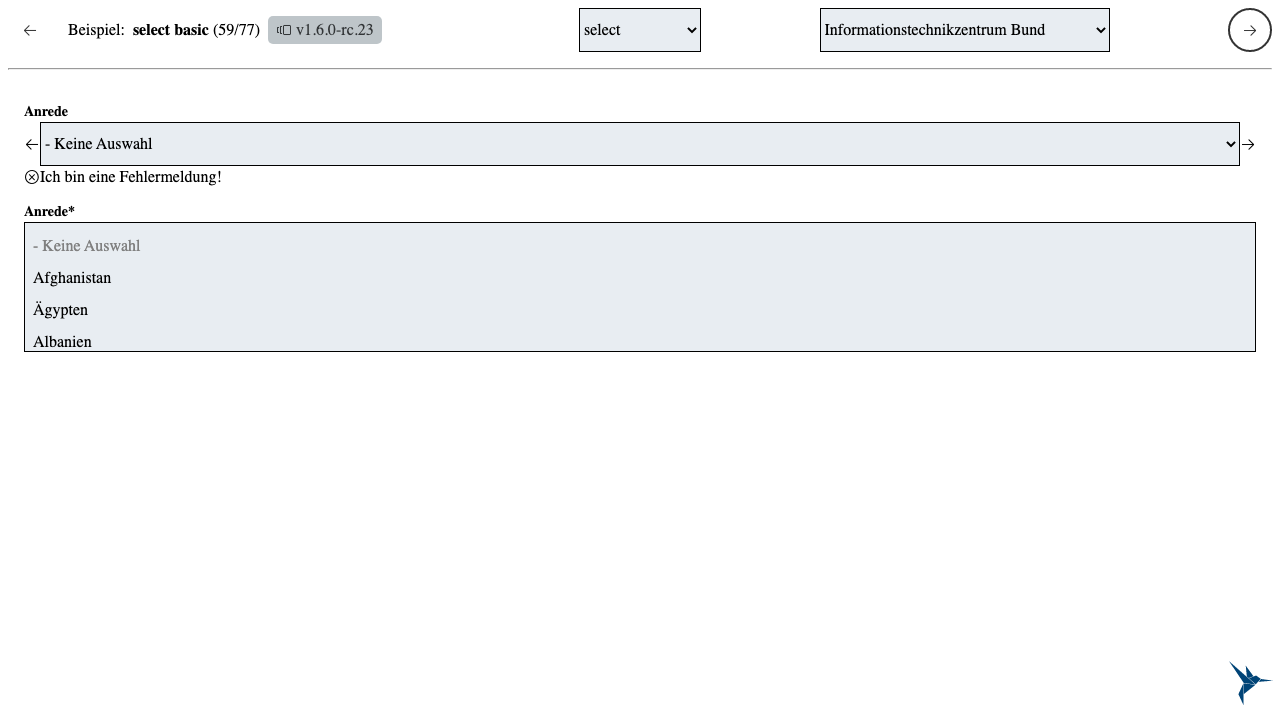 Beispiel: select basic (59/77) v1.6.0-rc.23 select Informationstechnikzentrum Bund
Anrede
- Keine Auswahl
Ich bin eine Fehlermeldung!
Anrede*
- Keine Auswahl
Afghanistan
Ägypten
Albanien